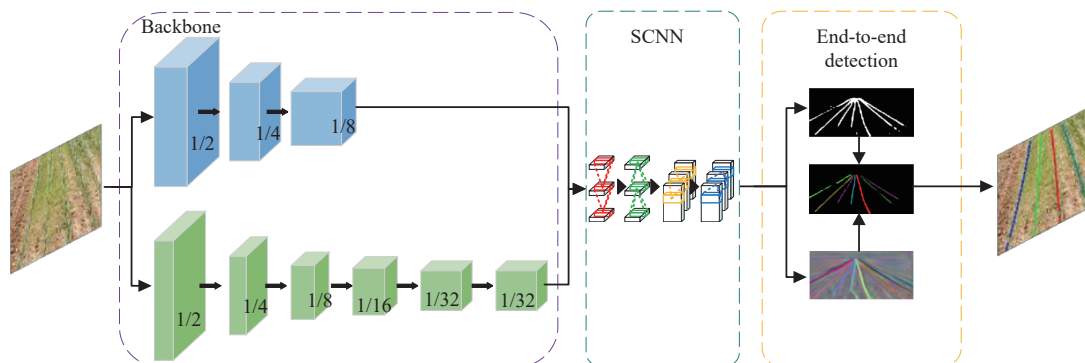 Backbone
1/2
1/4
1/8
1/2
1/4
1/8
1/16
1/32
1/32
SCNN
End-to-end
detection